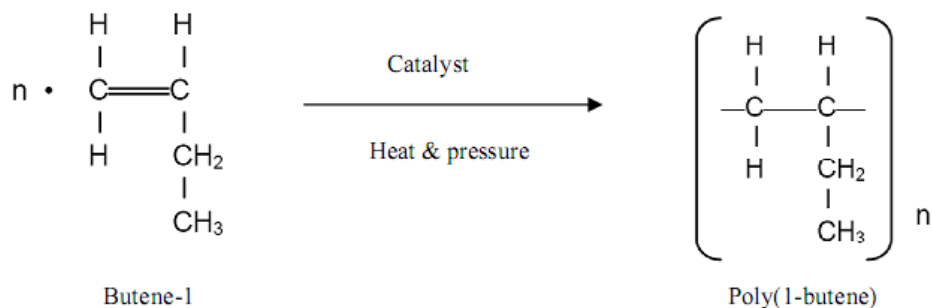 H H H H
Catalyst
n • C C C C
Heat & pressure
H CH₂ H CH₂
CH₃ CH₃ n
Butene-1 Poly(1-butene)